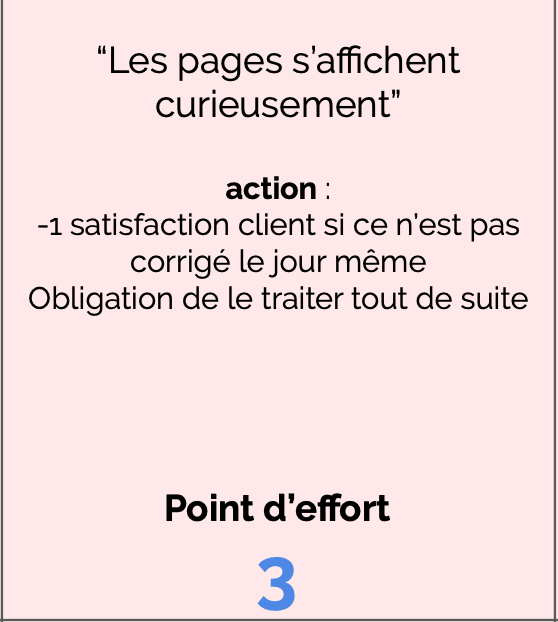 “Les pages s’affichent
curieusement”
action :
-1 satisfaction client si ce n’est pas
corrigé le jour même
Obligation de le traiter tout de suite
Point d’effort
3